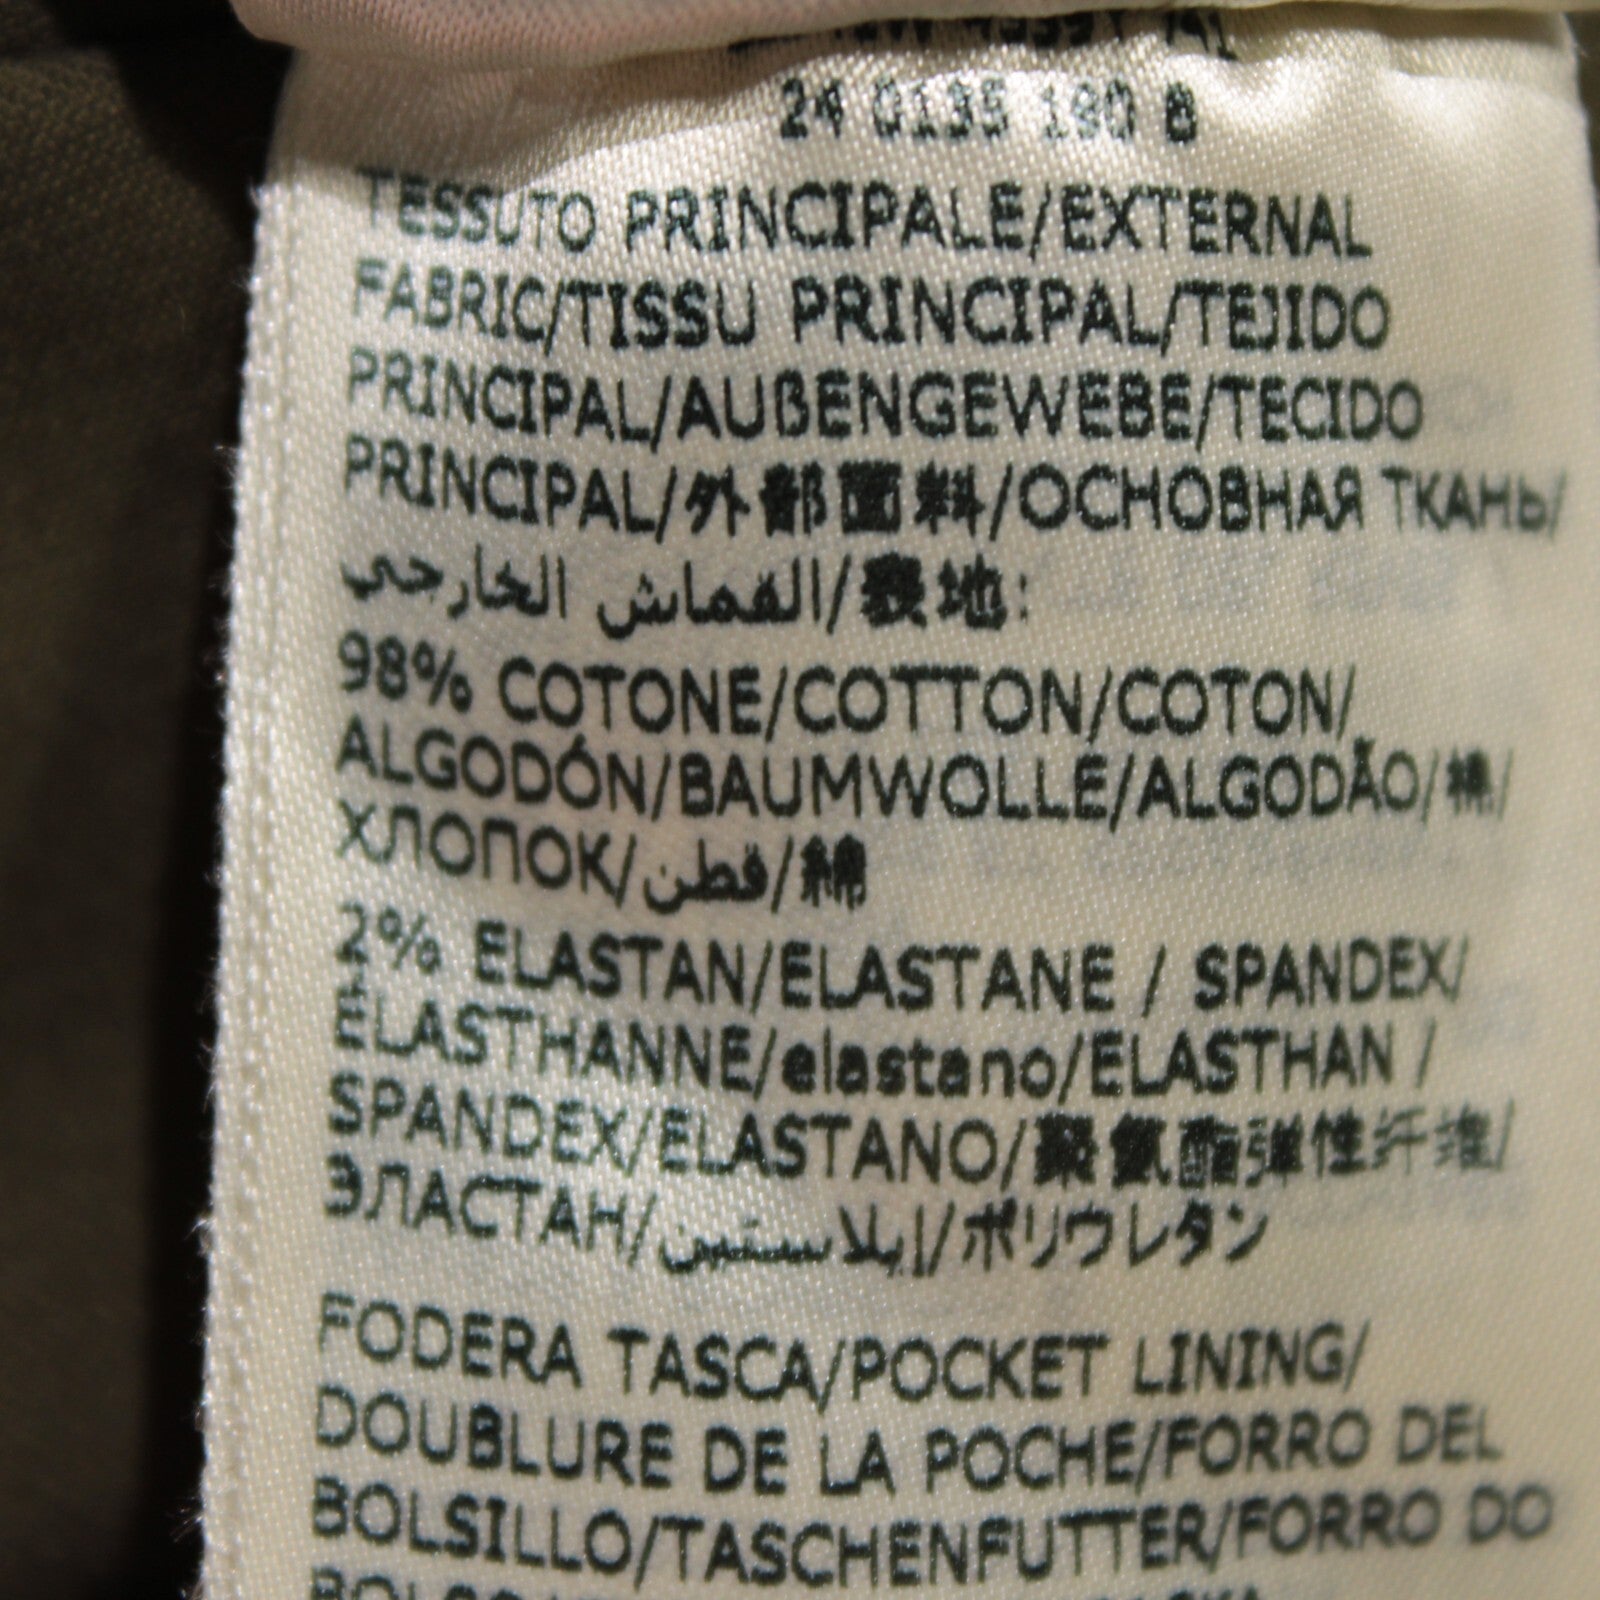 24 0135 190 8
TESSUTO PRINCIPALE/EXTERNAL
FABRIC/TISSU PRINCIPAL/TEJIDO
PRINCIPAL/AUßENGEWEBE/TECIDO
PRINCIPAL/外部面料/ОСНОВНАЯ ТКАНЬ/
القماش الخارجي/表地:
98% COTONE/COTTON/COTON/
ALGODÓN/BAUMWOLLE/ALGODÃO/棉/
ХЛОПОК/قطن/綿
2% ELASTAN/ELASTANE / SPANDEX/
ÉLASTHANNE/elastano/ELASTHAN /
SPANDEX/ELASTANO/聚氨酯弹性纤维/
ЭЛАСТАН/إيلاستين/ポリウレタン
FODERA TASCA/POCKET LINING/
DOUBLURE DE LA POCHE/FORRO DEL
BOLSILLO/TASCHENFUTTER/FORRO DO